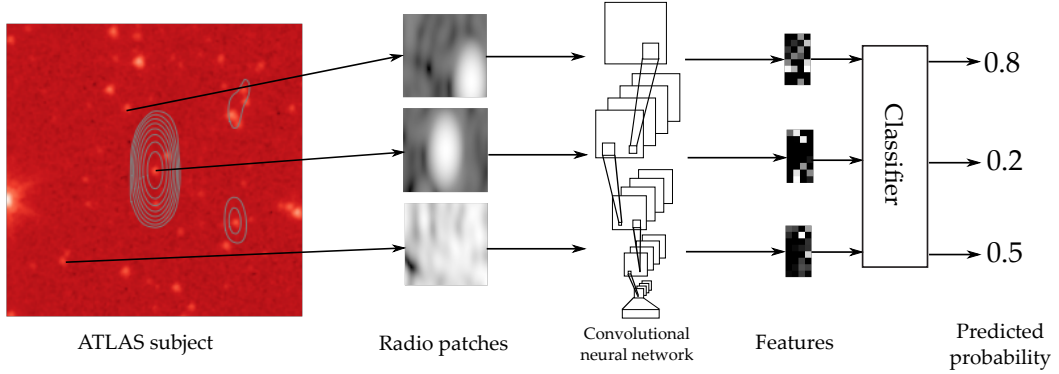 0.8
0.2
0.5
Classifier
ATLAS subject
Radio patches
Convolutional
neural network
Features
Predicted
probability